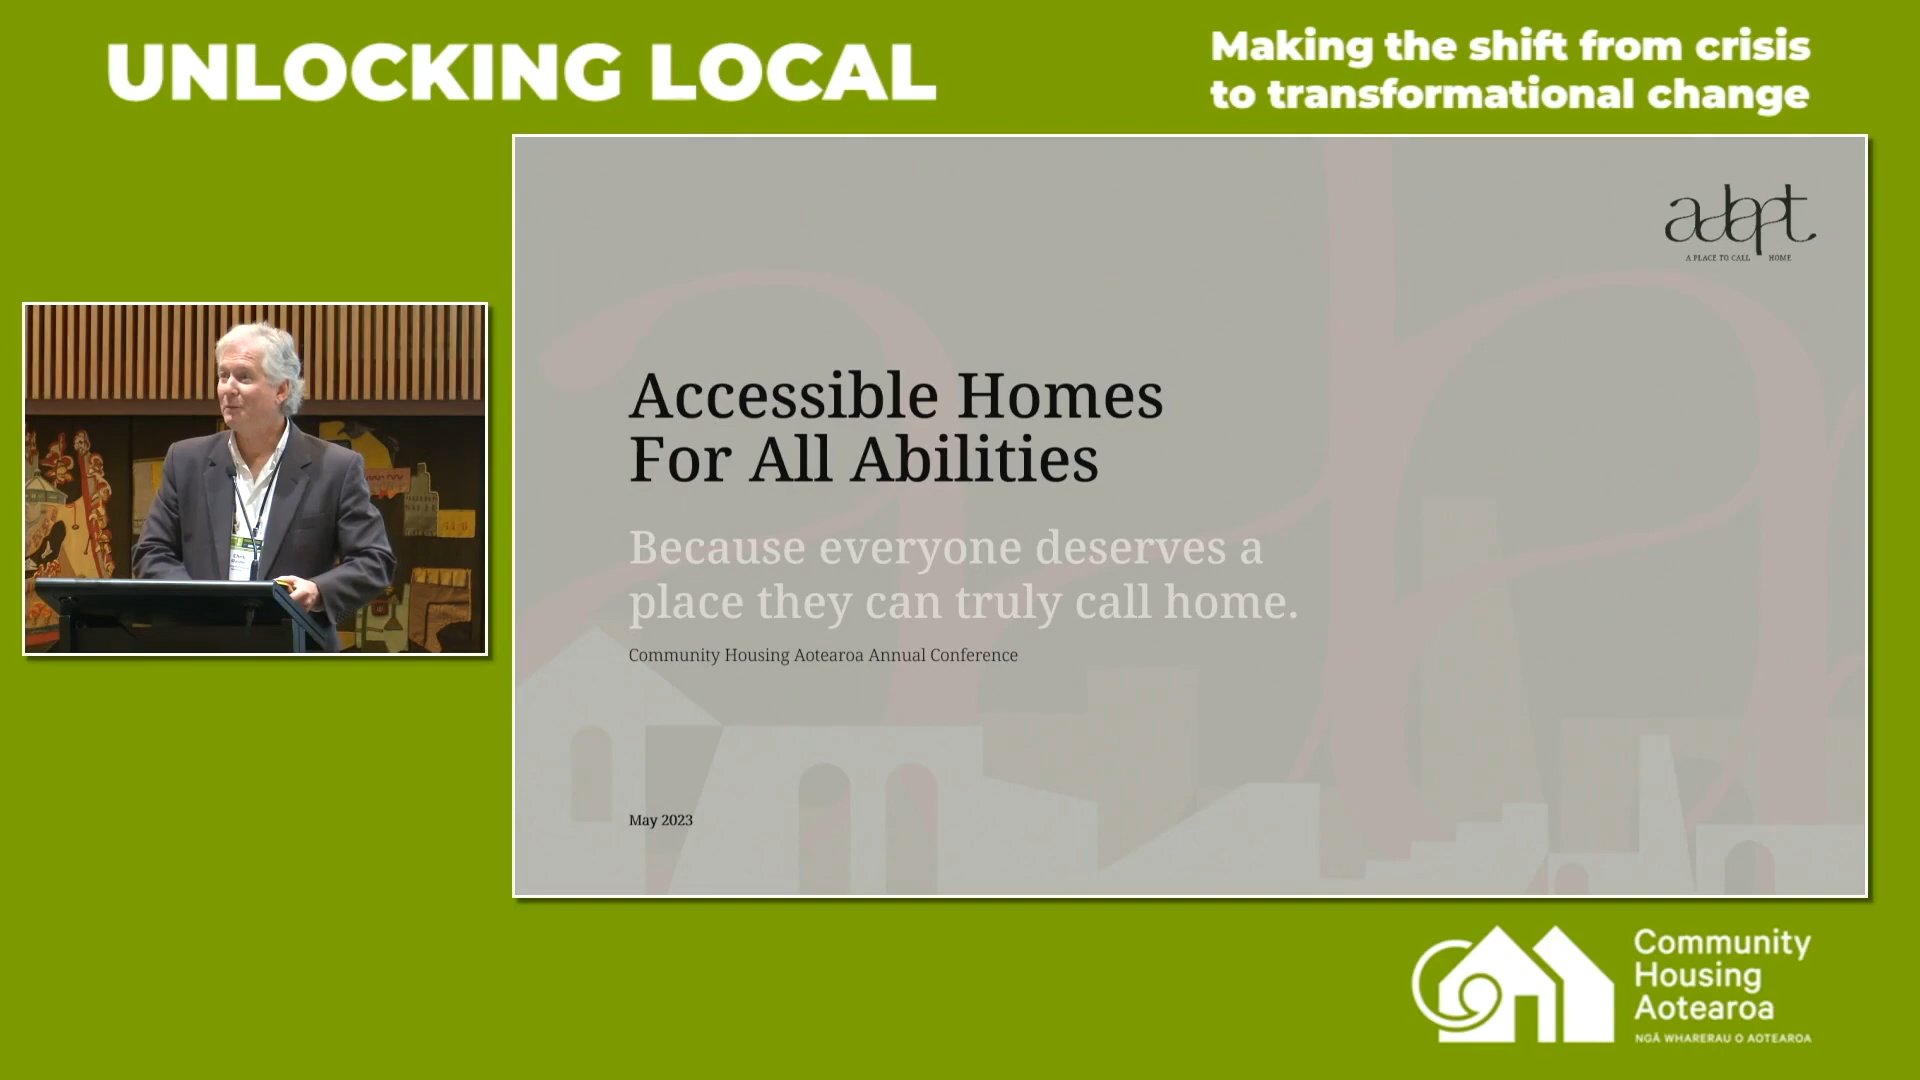 UNLOCKING LOCAL
Making the shift from crisis
to transformational change
adapt
A PLACE TO CALL HOME
Accessible Homes
For All Abilities
Because everyone deserves a
place they can truly call home.
Community Housing Aotearoa Annual Conference
May 2023
Community
Housing
Aotearoa
NGĀ WHARERAU O AOTEAROA